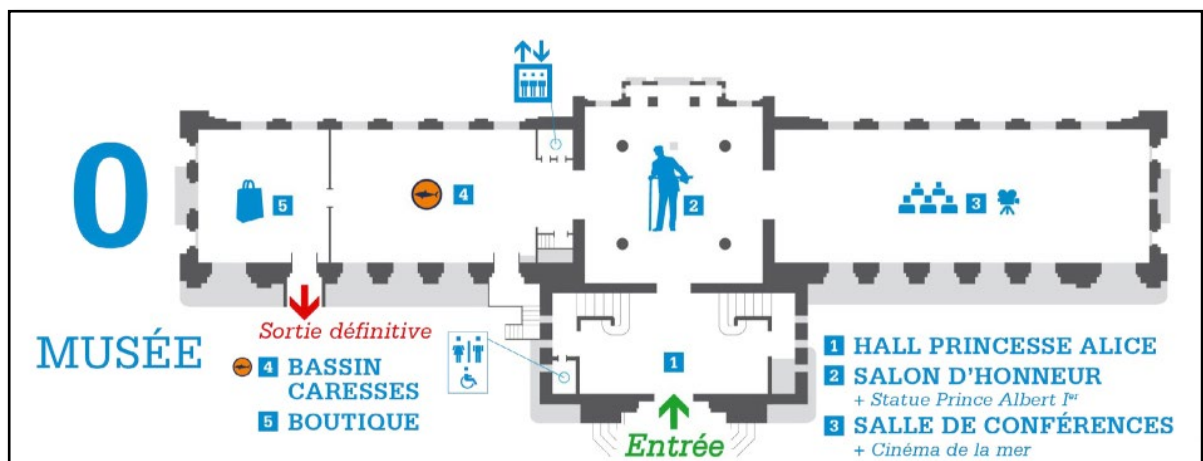 0
MUSÉE
5
4
2
3
1
Sortie définitive
Entrée
4 BASSIN
CARESSES
5 BOUTIQUE
1 HALL PRINCESSE ALICE
2 SALON D'HONNEUR
+ Statue Prince Albert Iᵉʳ
3 SALLE DE CONFÉRENCES
+ Cinéma de la mer